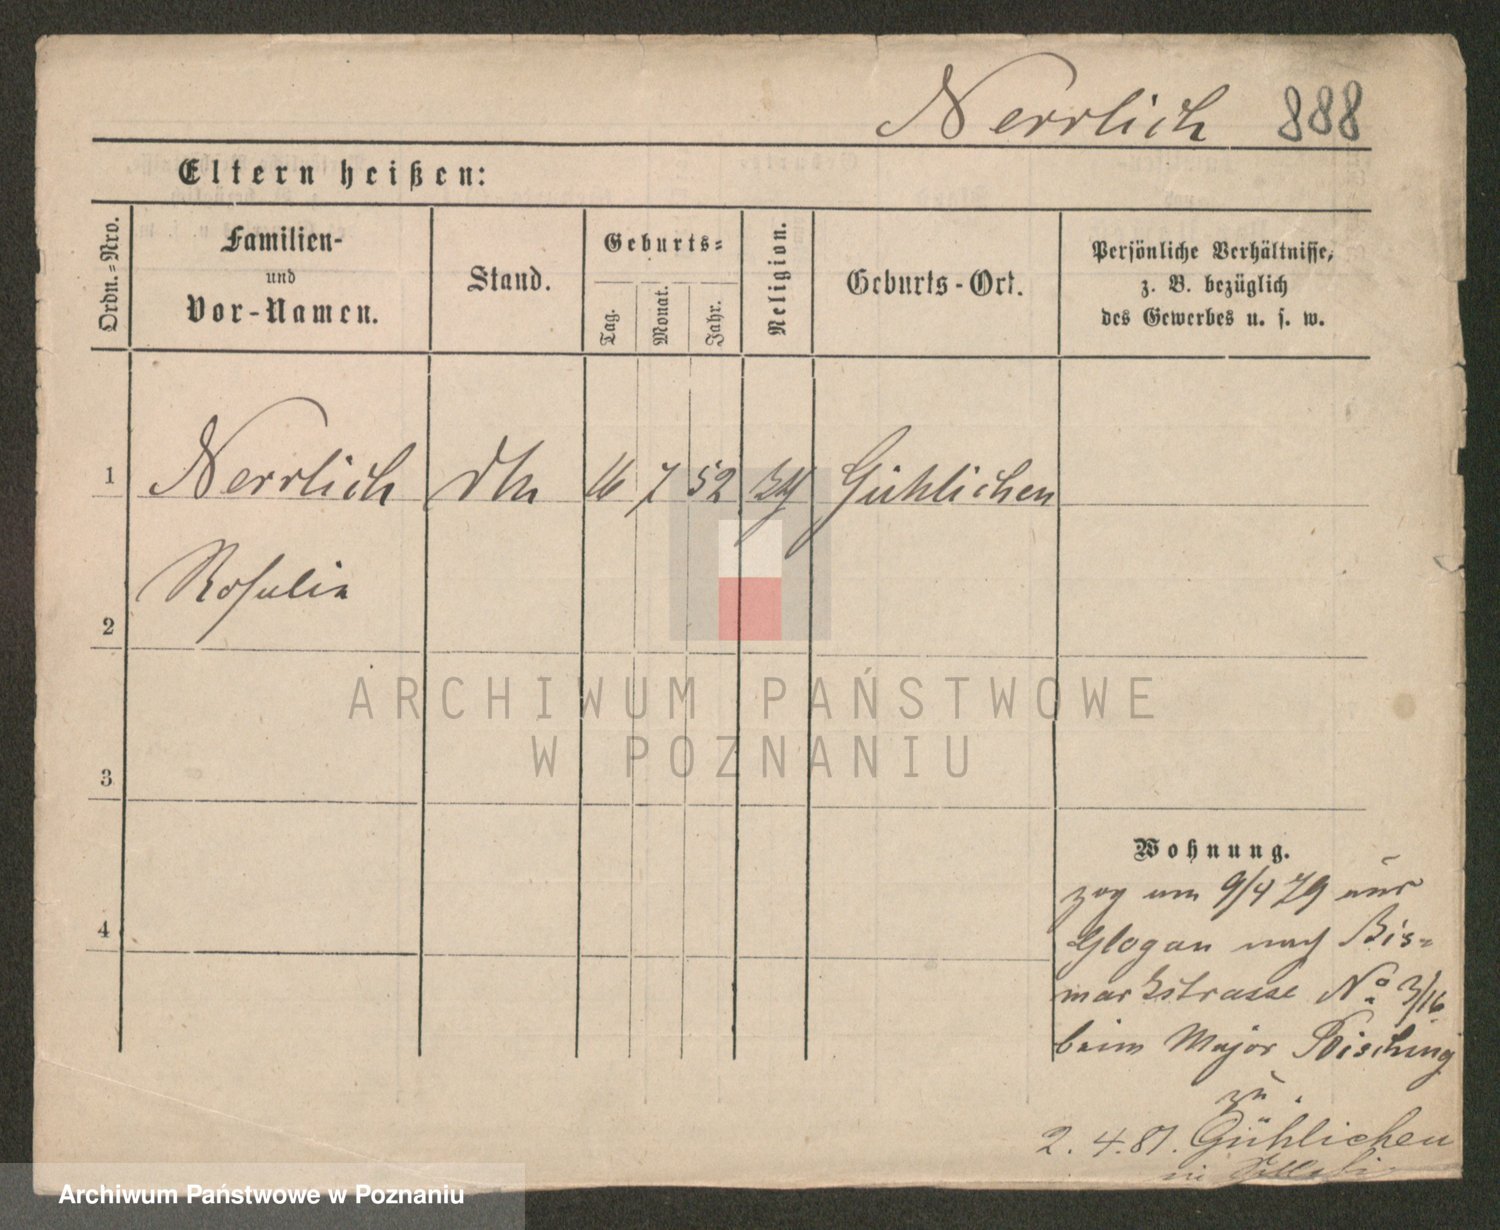 Nerrlich 888
Eltern heißen:
Ordn.=Nro.
Familien-
und
Vor-Namen.
Stand.
Geburts=
Tag.
Monat.
Jahr.
Religion.
Geburts-Ort.
Persönliche Verhältnisse,
z. B. bezüglich
des Gewerbes u. s. w.
1 Nerrlich 16 7 52 Gühlichen
Rosalia
2
3
4
Wohnung.
zog am 9/4 79 aus
Glogau nach Bis=
markstrasse No 3/16
beim Major
zu.
2. 4. 81. Gühlichen
in
ARCHIWUM PAŃSTWOWE
W POZNANIU
Archiwum Państwowe w Poznaniu